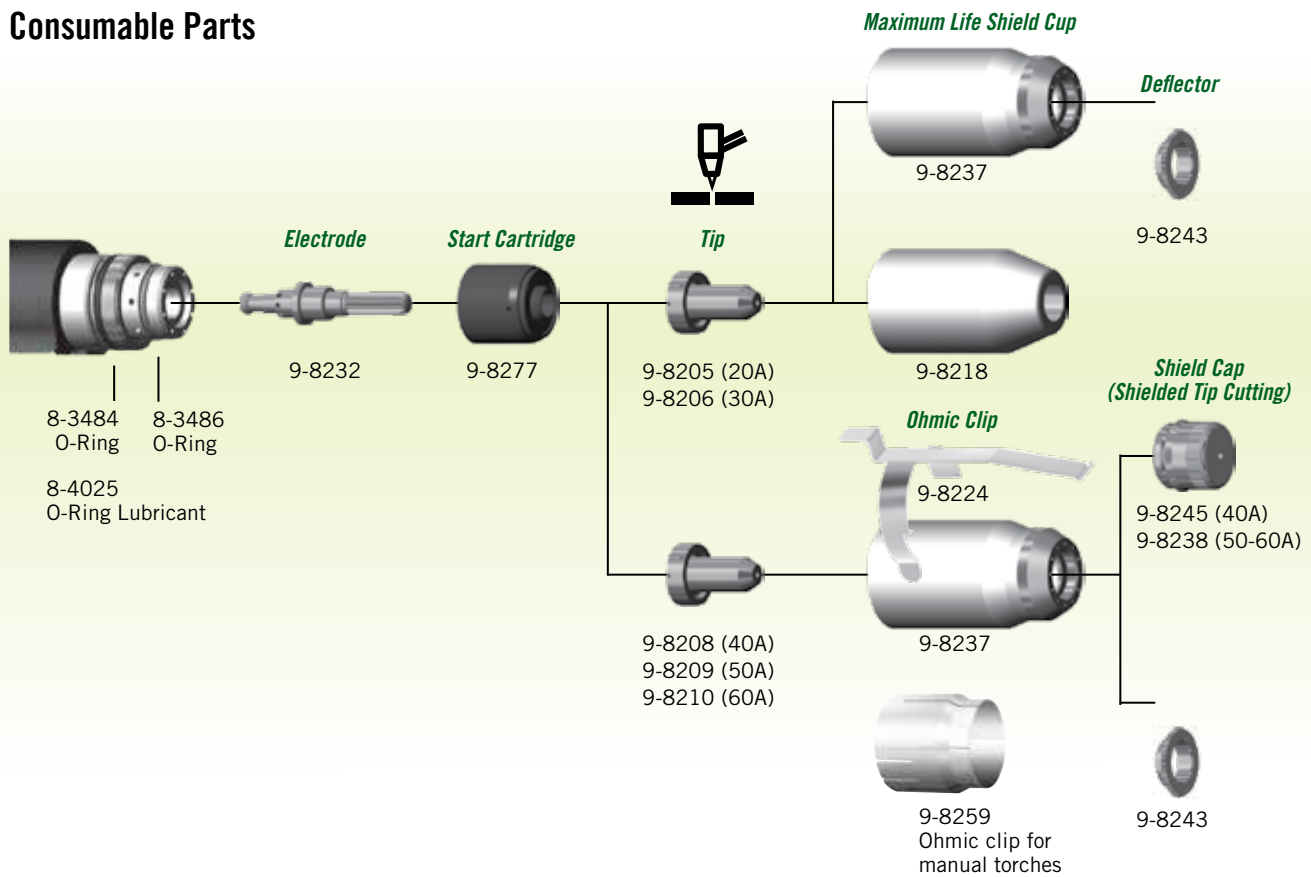 Consumable Parts
Maximum Life Shield Cup
Deflector
9-8237
9-8243
Electrode
Start Cartridge
Tip
9-8232
9-8277
9-8205 (20A)
9-8206 (30A)
9-8218
8-3484
O-Ring
8-3486
O-Ring
8-4025
O-Ring Lubricant
Ohmic Clip
9-8224
Shield Cap
(Shielded Tip Cutting)
9-8245 (40A)
9-8238 (50-60A)
9-8208 (40A)
9-8209 (50A)
9-8210 (60A)
9-8237
9-8259
Ohmic clip for
manual torches
9-8243